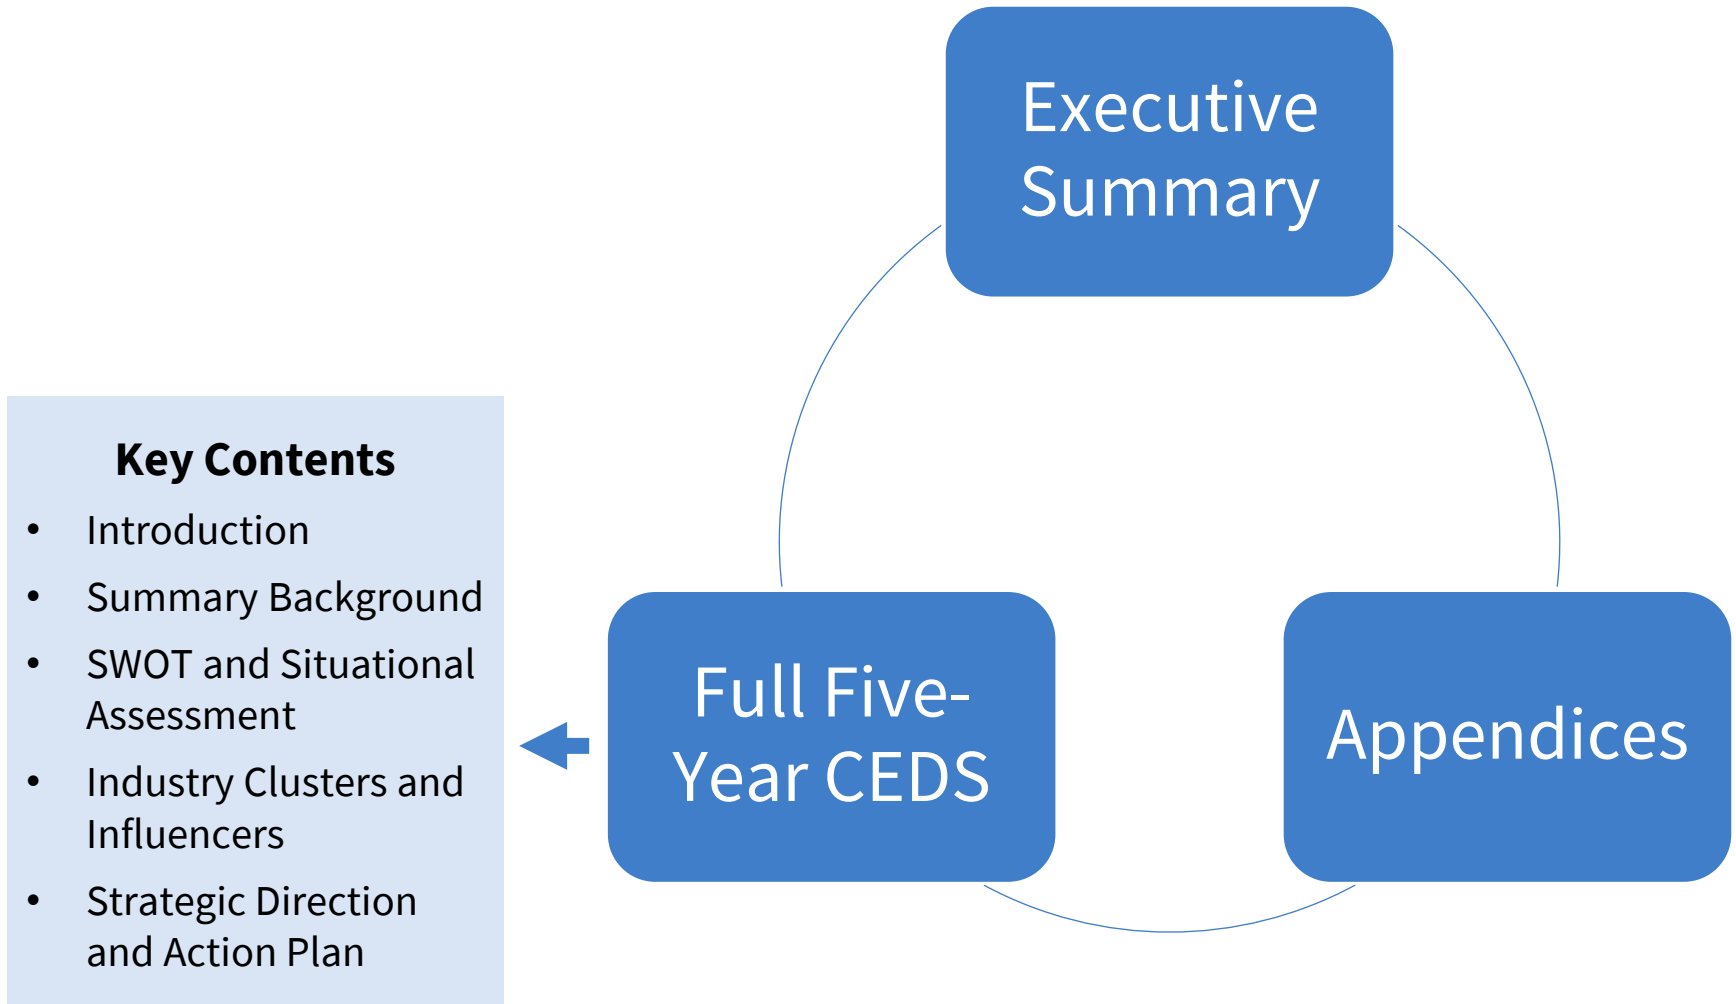 Executive
Summary
Key Contents
• Introduction
• Summary Background
• SWOT and Situational
Assessment
• Industry Clusters and
Influencers
• Strategic Direction
and Action Plan
Full Five-
Year CEDS
Appendices